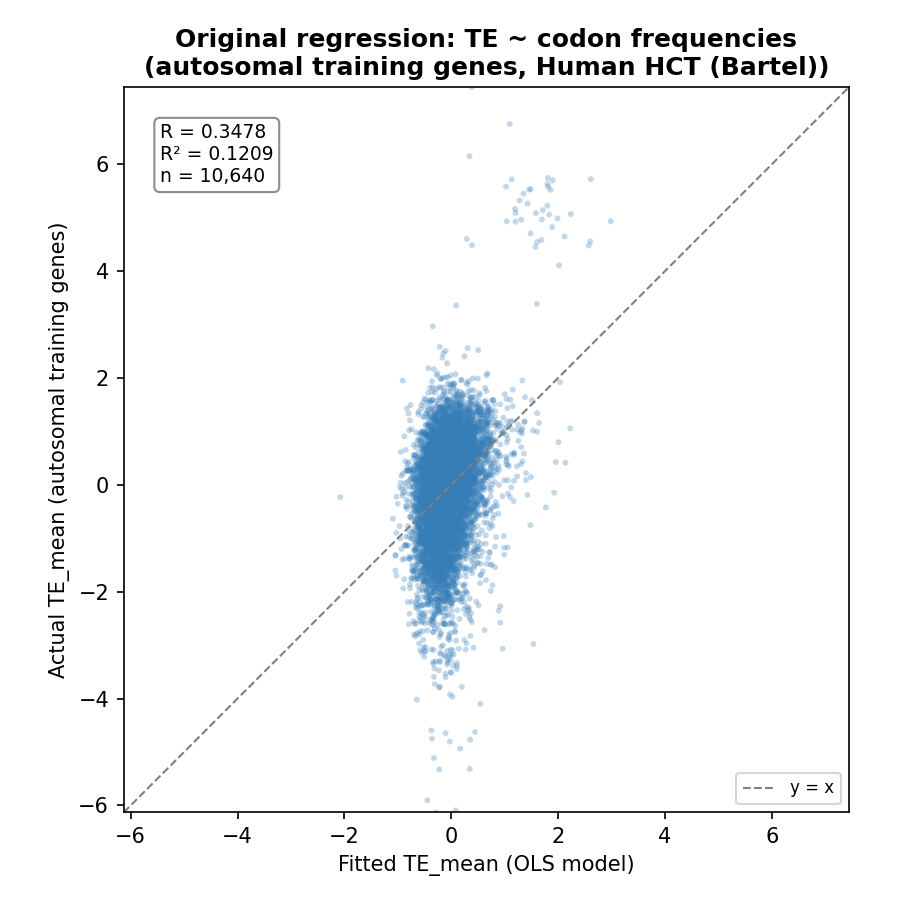 Original regression: TE ~ codon frequencies
(autosomal training genes, Human HCT (Bartel))
R = 0.3478
R² = 0.1209
n = 10,640
Actual TE_mean (autosomal training genes)
6
4
2
0
−2
−4
−6
y = x
−6
−4
−2
0
2
4
6
Fitted TE_mean (OLS model)